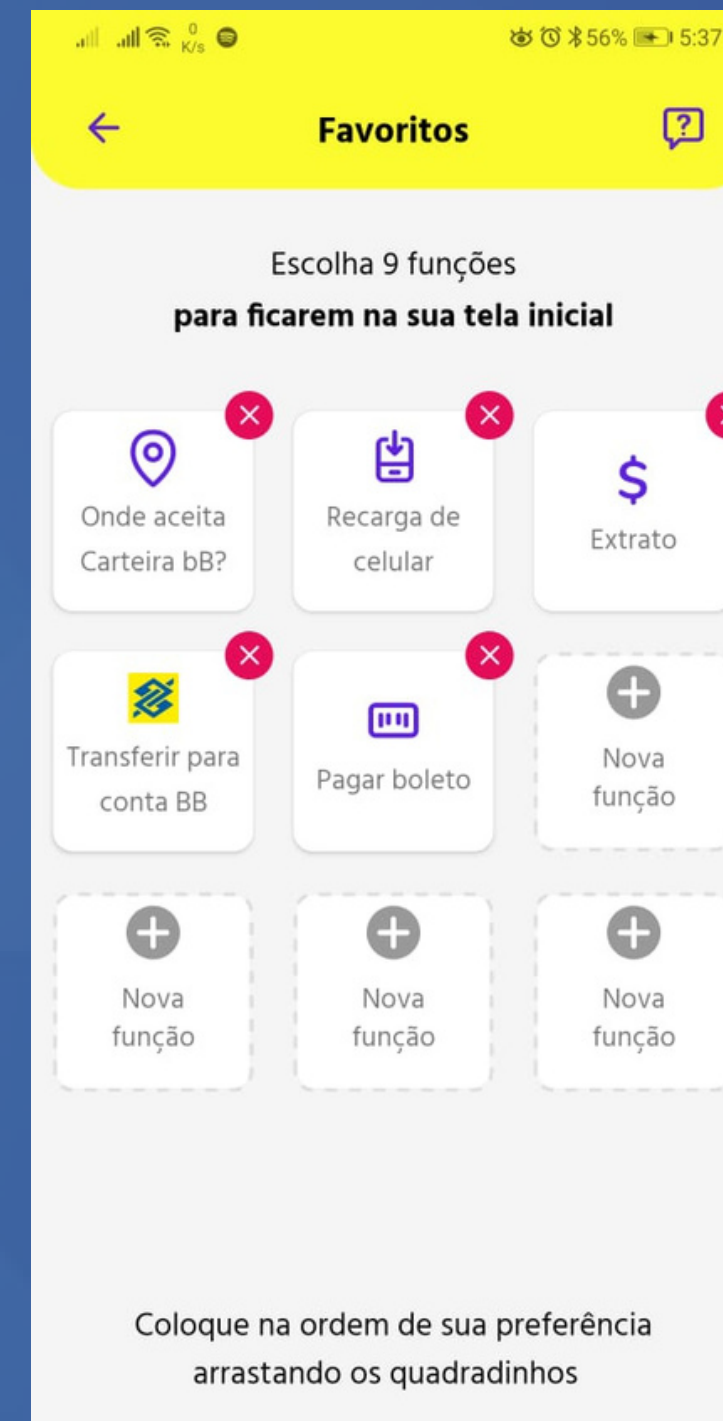 0
K/s
56% 5:37
Favoritos
Escolha 9 funções
para ficarem na sua tela inicial
Onde aceita
Carteira bB?
Recarga de
celular
Extrato
Transferir para
conta BB
Pagar boleto
Nova
função
Nova
função
Nova
função
Nova
função
Coloque na ordem de sua preferência
arrastando os quadradinhos